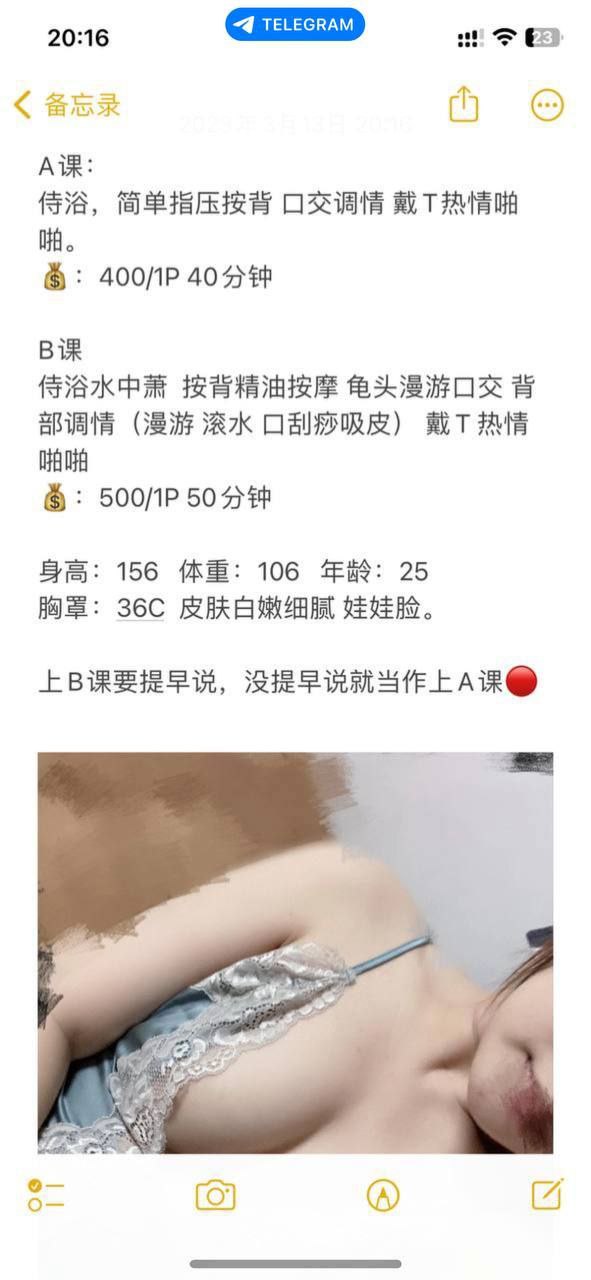 20:16
TELEGRAM
23
备忘录
2023年3月13日 20:16
A课：
侍浴，简单指压按背 口交调情 戴T热情啪
啪。
💰：400/1P 40分钟
B课
侍浴水中萧 按背精油按摩 龟头漫游口交 背
部调情（漫游 滚水 口刮痧吸皮） 戴T热情
啪啪
💰：500/1P 50分钟
身高：156 体重：106 年龄：25
胸罩：36C 皮肤白嫩细腻 娃娃脸。
上B课要提早说，没提早说就当作上A课🔴